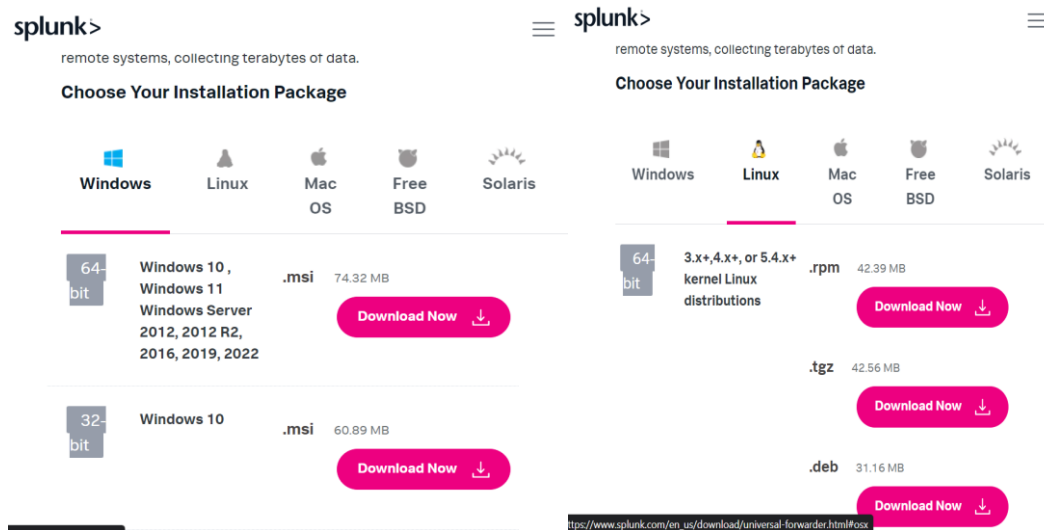 splunk>
remote systems, collecting terabytes of data.
Choose Your Installation Package
Windows
Linux
Mac
OS
Free
BSD
Solaris
64-
bit
Windows 10 ,
Windows 11
Windows Server
2012, 2012 R2,
2016, 2019, 2022
.msi 74.32 MB
Download Now
32-
bit
Windows 10
.msi 60.89 MB
Download Now
splunk>
remote systems, collecting terabytes of data.
Choose Your Installation Package
Windows
Linux
Mac
OS
Free
BSD
Solaris
64-
bit
3.x+,4.x+, or 5.4.x+
kernel Linux
distributions
.rpm 42.39 MB
Download Now
.tgz 42.56 MB
Download Now
.deb 31.16 MB
Download Now
ttps://www.splunk.com/en_us/download/universal-forwarder.html#osx